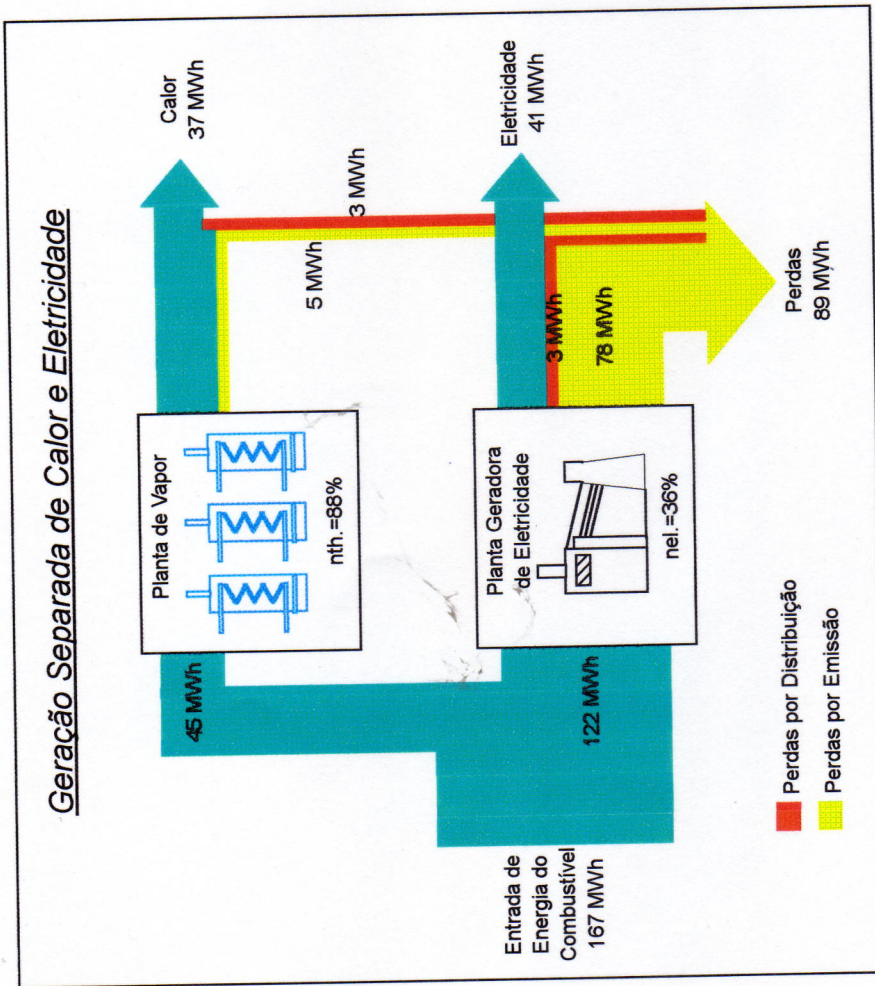 Geração Separada de Calor e Eletricidade
Calor
37 MWh
Planta de Vapor
nth.=88%
45 MWh
5 MWh
3 MWh
Eletricidade
41 MWh
Planta Geradora
de Eletricidade
nel.=36%
3 MWh
78 MWh
122 MWh
Entrada de
Energia do
Combustível
167 MWh
Perdas
89 MWh
Perdas por Distribuição
Perdas por Emissão